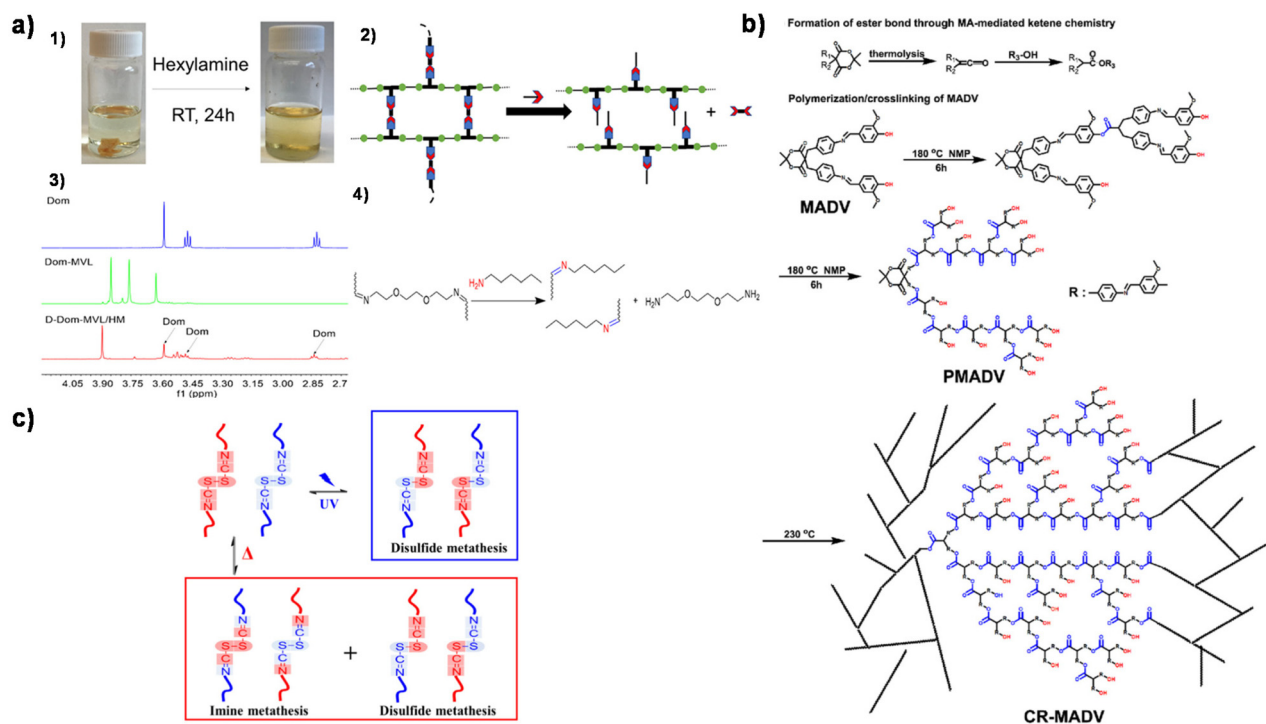 a)
1)
Hexylamine
RT, 24h
2)
+
3)
Dom
Dom-MVL
D-Dom-MVL/HM
Dom
Dom
Dom
4.05 3.90 3.75 3.60 3.45 3.30 3.15 3.00 2.85 2.7
f1 (ppm)
4)
H₂N
N
O
O
N
N
N
+
H₂N
O
O
NH₂
b)
Formation of ester bond through MA-mediated ketene chemistry
thermolysis
R₃-OH
Polymerization/crosslinking of MADV
180 °C NMP
6h
MADV
180 °C NMP
6h
R :
PMADV
230 °C
CR-MADV
c)
UV
Disulfide metathesis
Δ
Imine metathesis
+
Disulfide metathesis